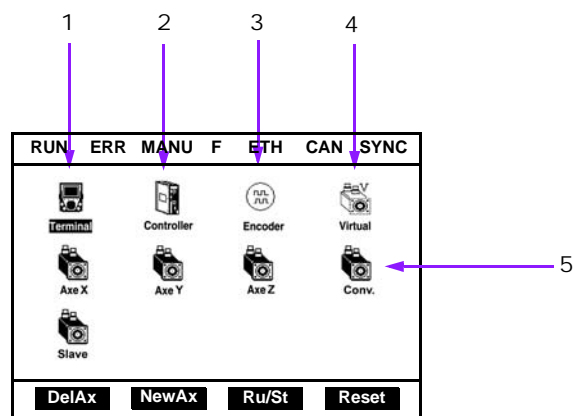 1 2 3 4
RUN ERR MANU F ETH CAN SYNC
Terminal Controller Encoder Virtual
5
Axe X Axe Y Axe Z Conv.
Slave
DelAx NewAx Ru/St Reset